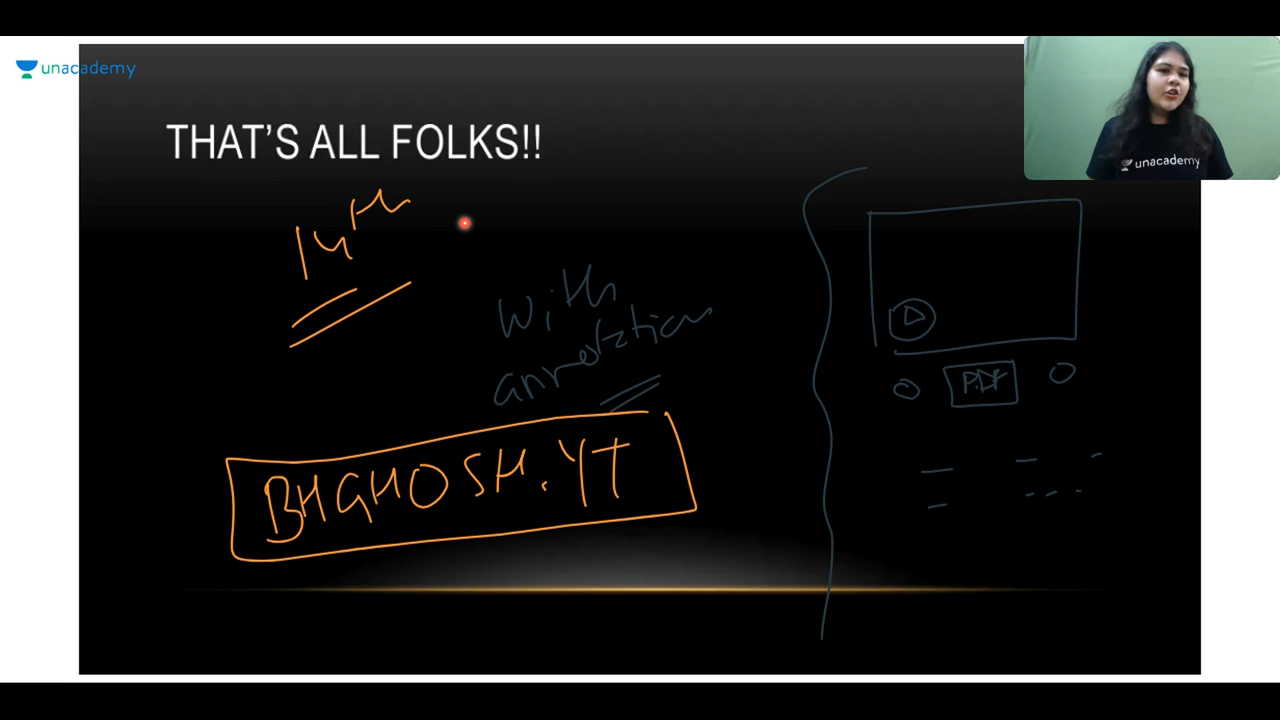 unacademy
THAT'S ALL FOLKS!!
unacademy
14th
With
annotation
PDF
BHGHOSH.YT